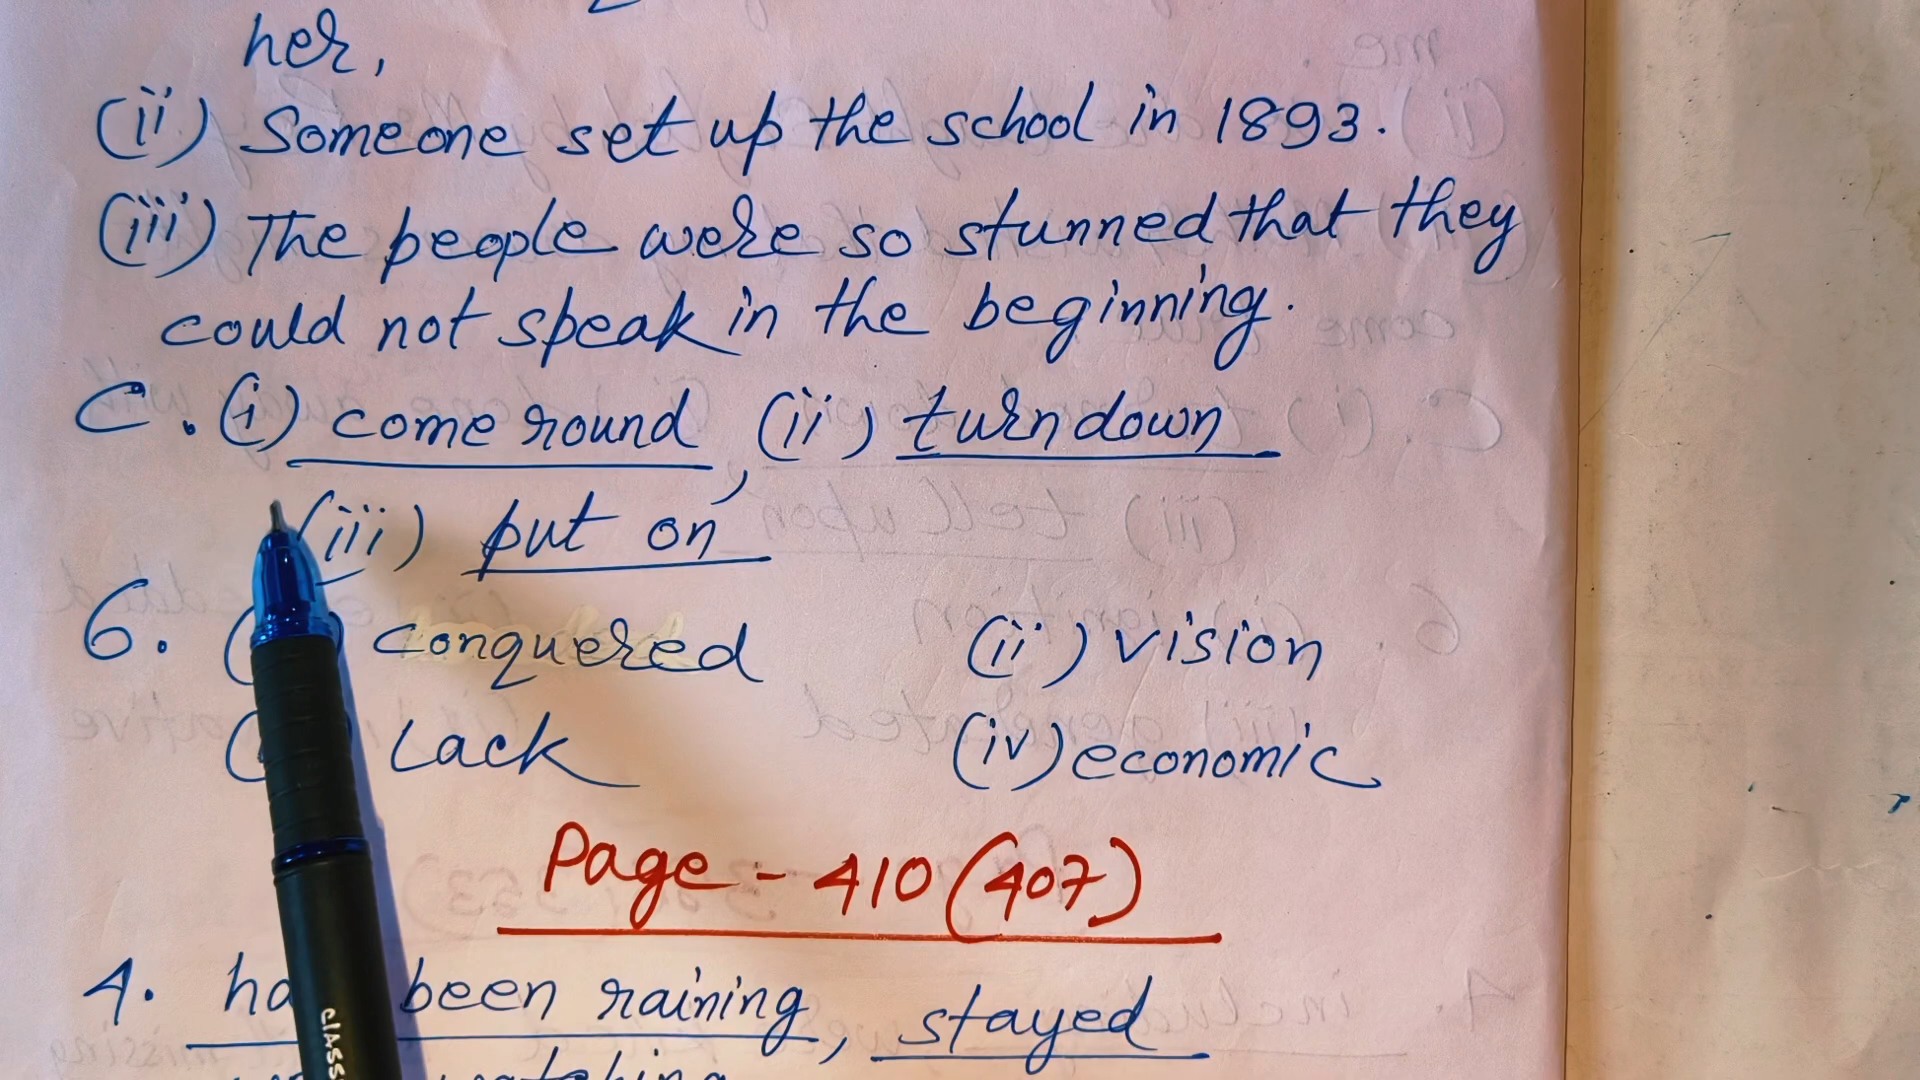 her,
(ii) Someone set up the school in 1893.
(iii) The people were so stunned that they
could not speak in the beginning.
C. (i) come round, (ii) turn down
(iii) put on
6. ( conquered (ii) vision
( Lack (iv) economic
Page - 410 (407)
4. been raining, stayed